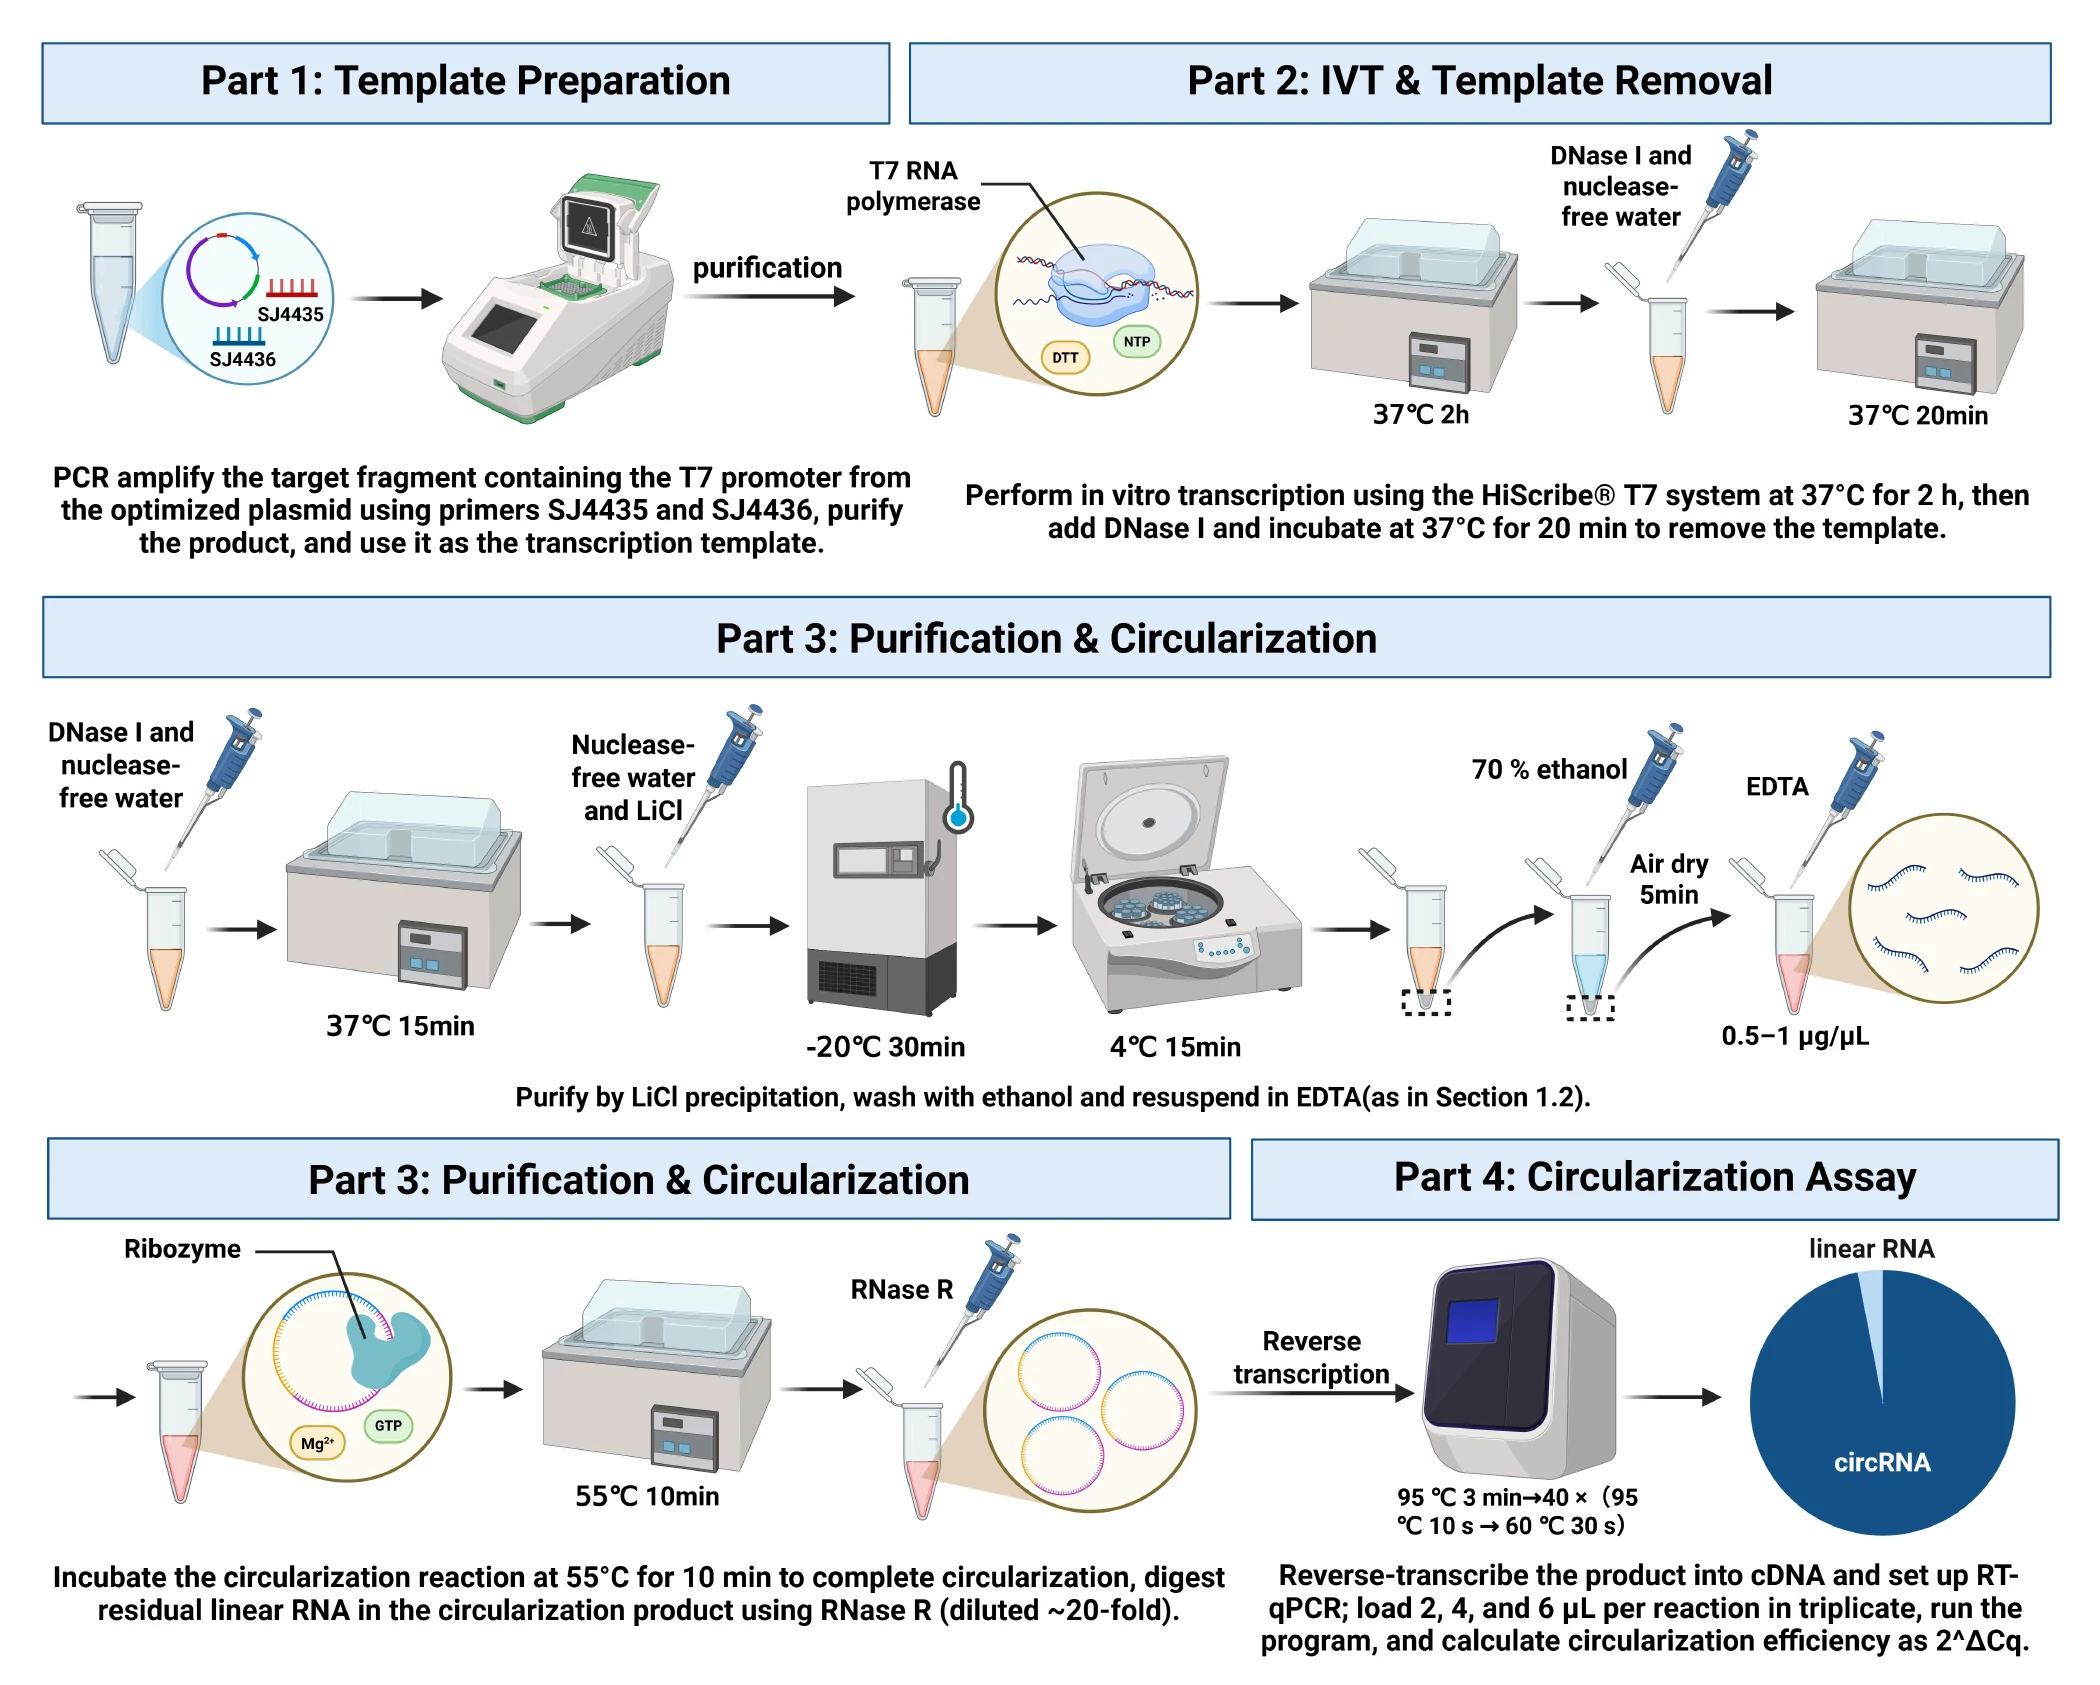 Part 1: Template Preparation
Part 2: IVT & Template Removal
SJ4435
SJ4436
purification
T7 RNA
polymerase
DTT
NTP
37℃ 2h
DNase I and
nuclease-
free water
37℃ 20min
PCR amplify the target fragment containing the T7 promoter from
the optimized plasmid using primers SJ4435 and SJ4436, purify
the product, and use it as the transcription template.
Perform in vitro transcription using the HiScribe® T7 system at 37°C for 2 h, then
add DNase I and incubate at 37°C for 20 min to remove the template.
Part 3: Purification & Circularization
DNase I and
nuclease-
free water
37℃ 15min
Nuclease-
free water
and LiCl
-20℃ 30min
4℃ 15min
70 % ethanol
Air dry
5min
EDTA
0.5–1 µg/µL
Purify by LiCl precipitation, wash with ethanol and resuspend in EDTA(as in Section 1.2).
Part 3: Purification & Circularization
Part 4: Circularization Assay
Ribozyme
Mg²⁺
GTP
55℃ 10min
RNase R
Reverse
transcription
95 ℃ 3 min→40 ×（95
℃ 10 s → 60 ℃ 30 s）
linear RNA
circRNA
Incubate the circularization reaction at 55°C for 10 min to complete circularization, digest
residual linear RNA in the circularization product using RNase R (diluted ~20-fold).
Reverse-transcribe the product into cDNA and set up RT-
qPCR; load 2, 4, and 6 µL per reaction in triplicate, run the
program, and calculate circularization efficiency as 2^ΔCq.